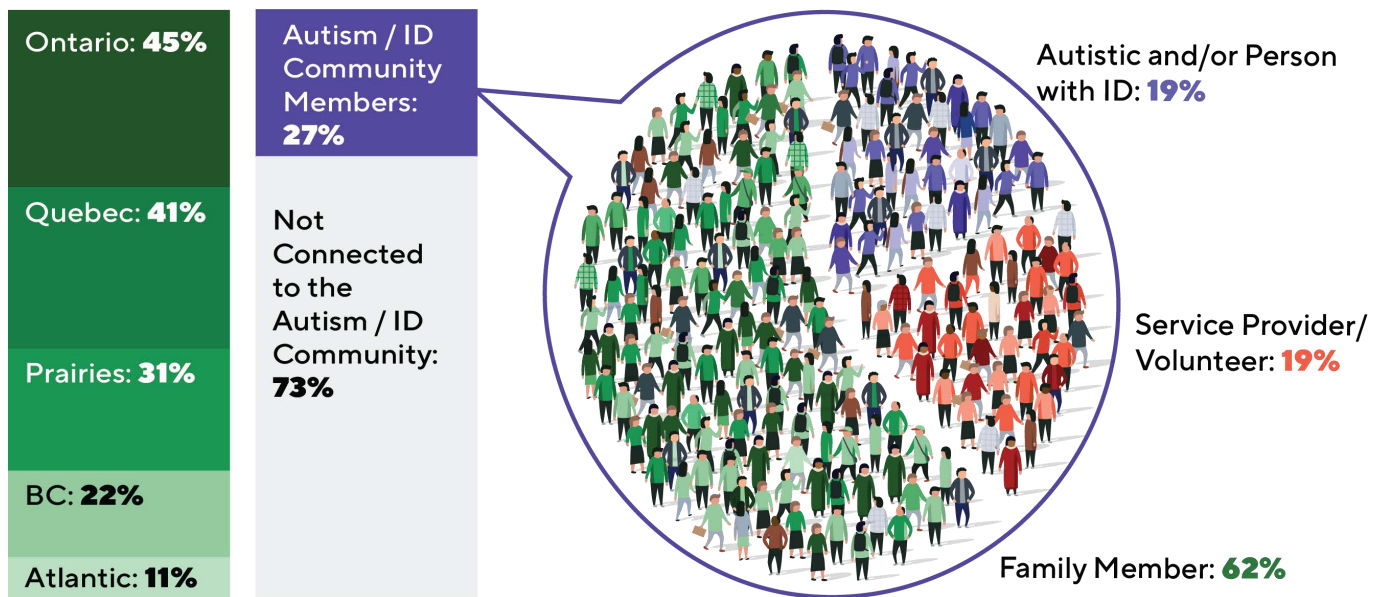 Ontario: 45%
Quebec: 41%
Prairies: 31%
BC: 22%
Atlantic: 11%
Autism / ID
Community
Members:
27%
Not
Connected
to the
Autism / ID
Community:
73%
Autistic and/or Person
with ID: 19%
Service Provider/
Volunteer: 19%
Family Member: 62%